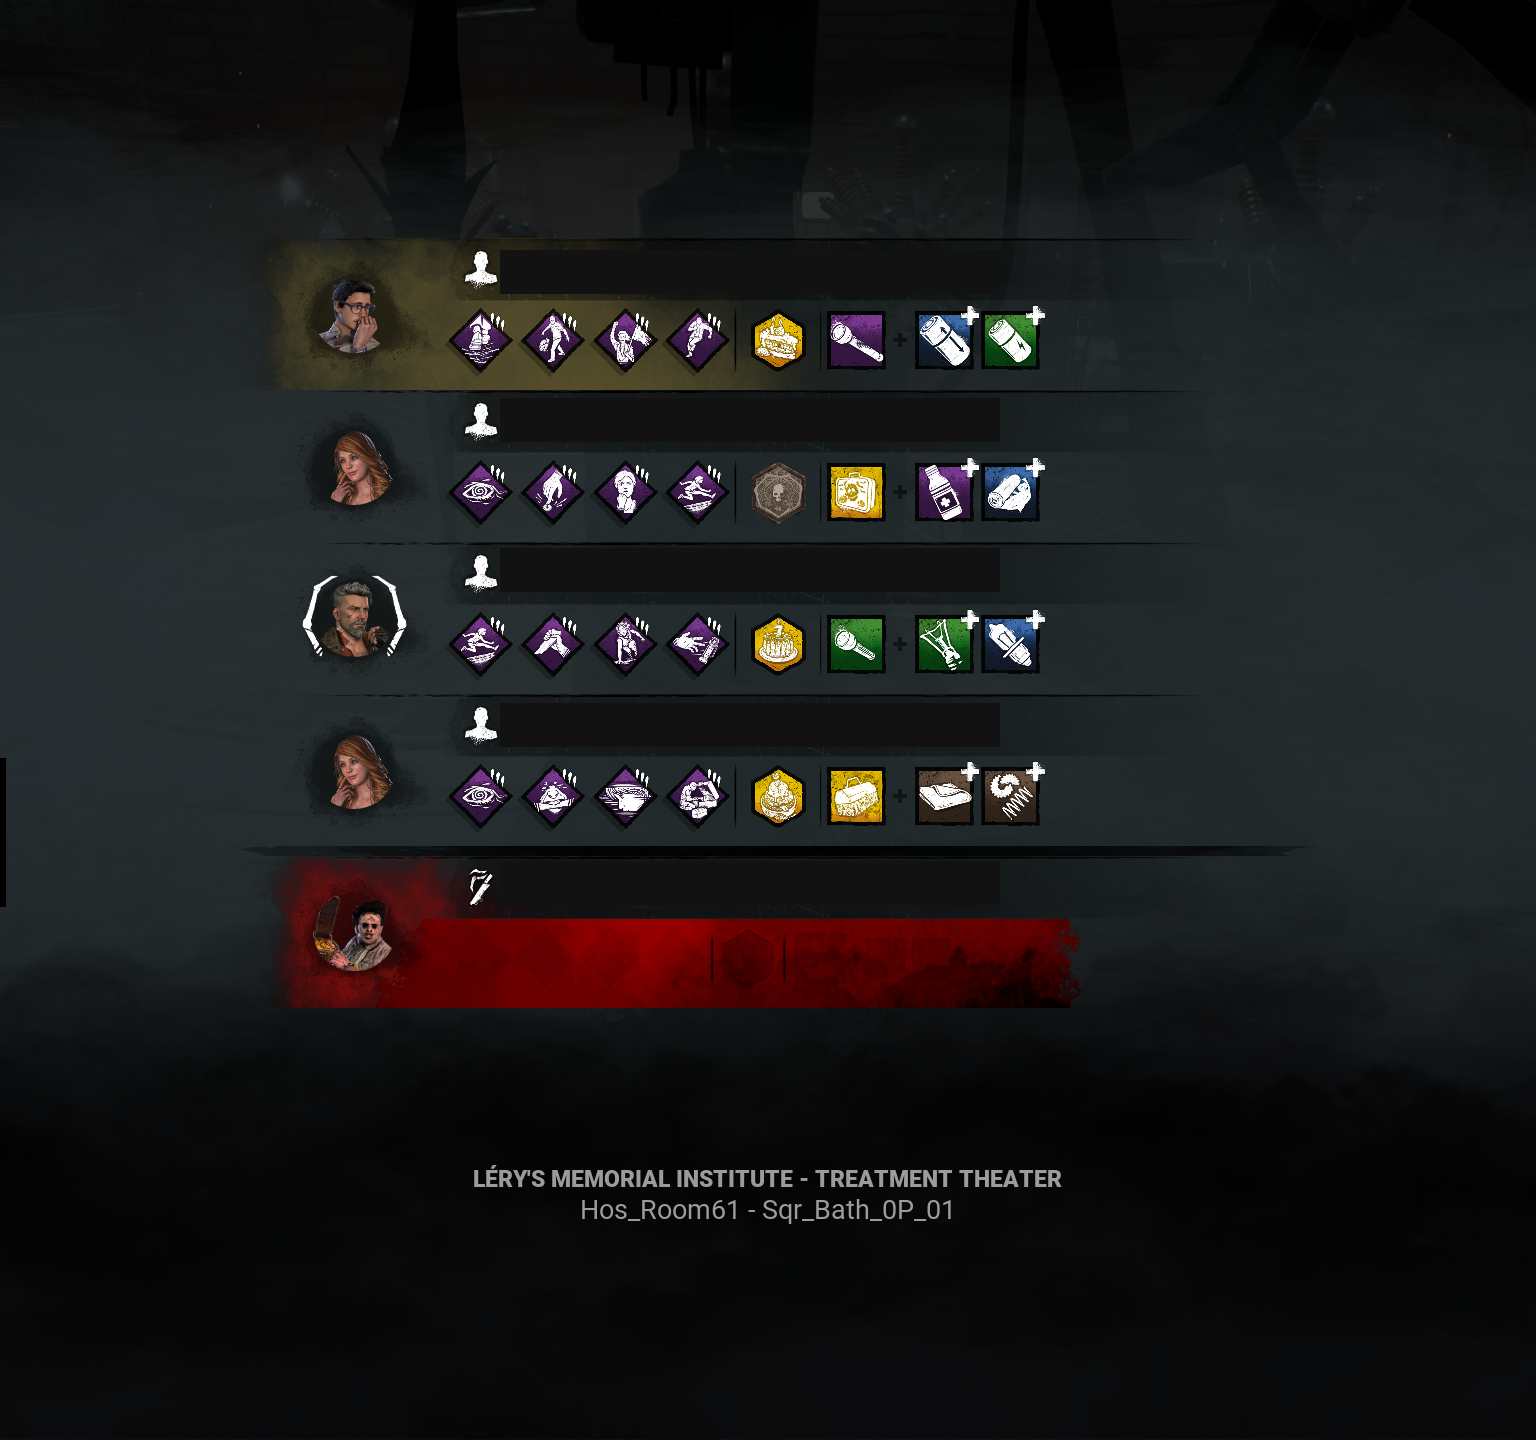 LÉRY'S MEMORIAL INSTITUTE - TREATMENT THEATER
Hos_Room61 - Sqr_Bath_0P_01